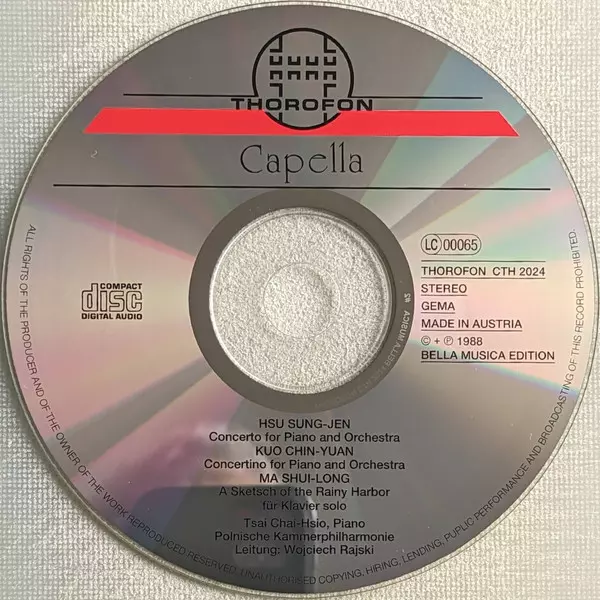 THOROFON
Capella
COMPACT
disc
DIGITAL AUDIO
LC 00065
THOROFON CTH 2024
STEREO
GEMA
MADE IN AUSTRIA
© + ℗ 1988
BELLA MUSICA EDITION
HSU SUNG-JEN
Concerto for Piano and Orchestra
KUO CHIN-YUAN
Concertino for Piano and Orchestra
MA SHUI-LONG
A Sketsch of the Rainy Harbor
für Klavier solo
Tsai Chai-Hsio, Piano
Polnische Kammerphilharmonie
Leitung: Wojciech Rajski
ALL RIGHTS OF THE PRODUCER AND OF THE OWNER OF THE WORK REPRODUCED RESERVED. UNAUTHORISED COPYING, HIRING, LENDING, PUBLIC PERFORMANCE AND BROADCASTING OF THIS RECORD PROHIBITED.
BELLA MUSICA